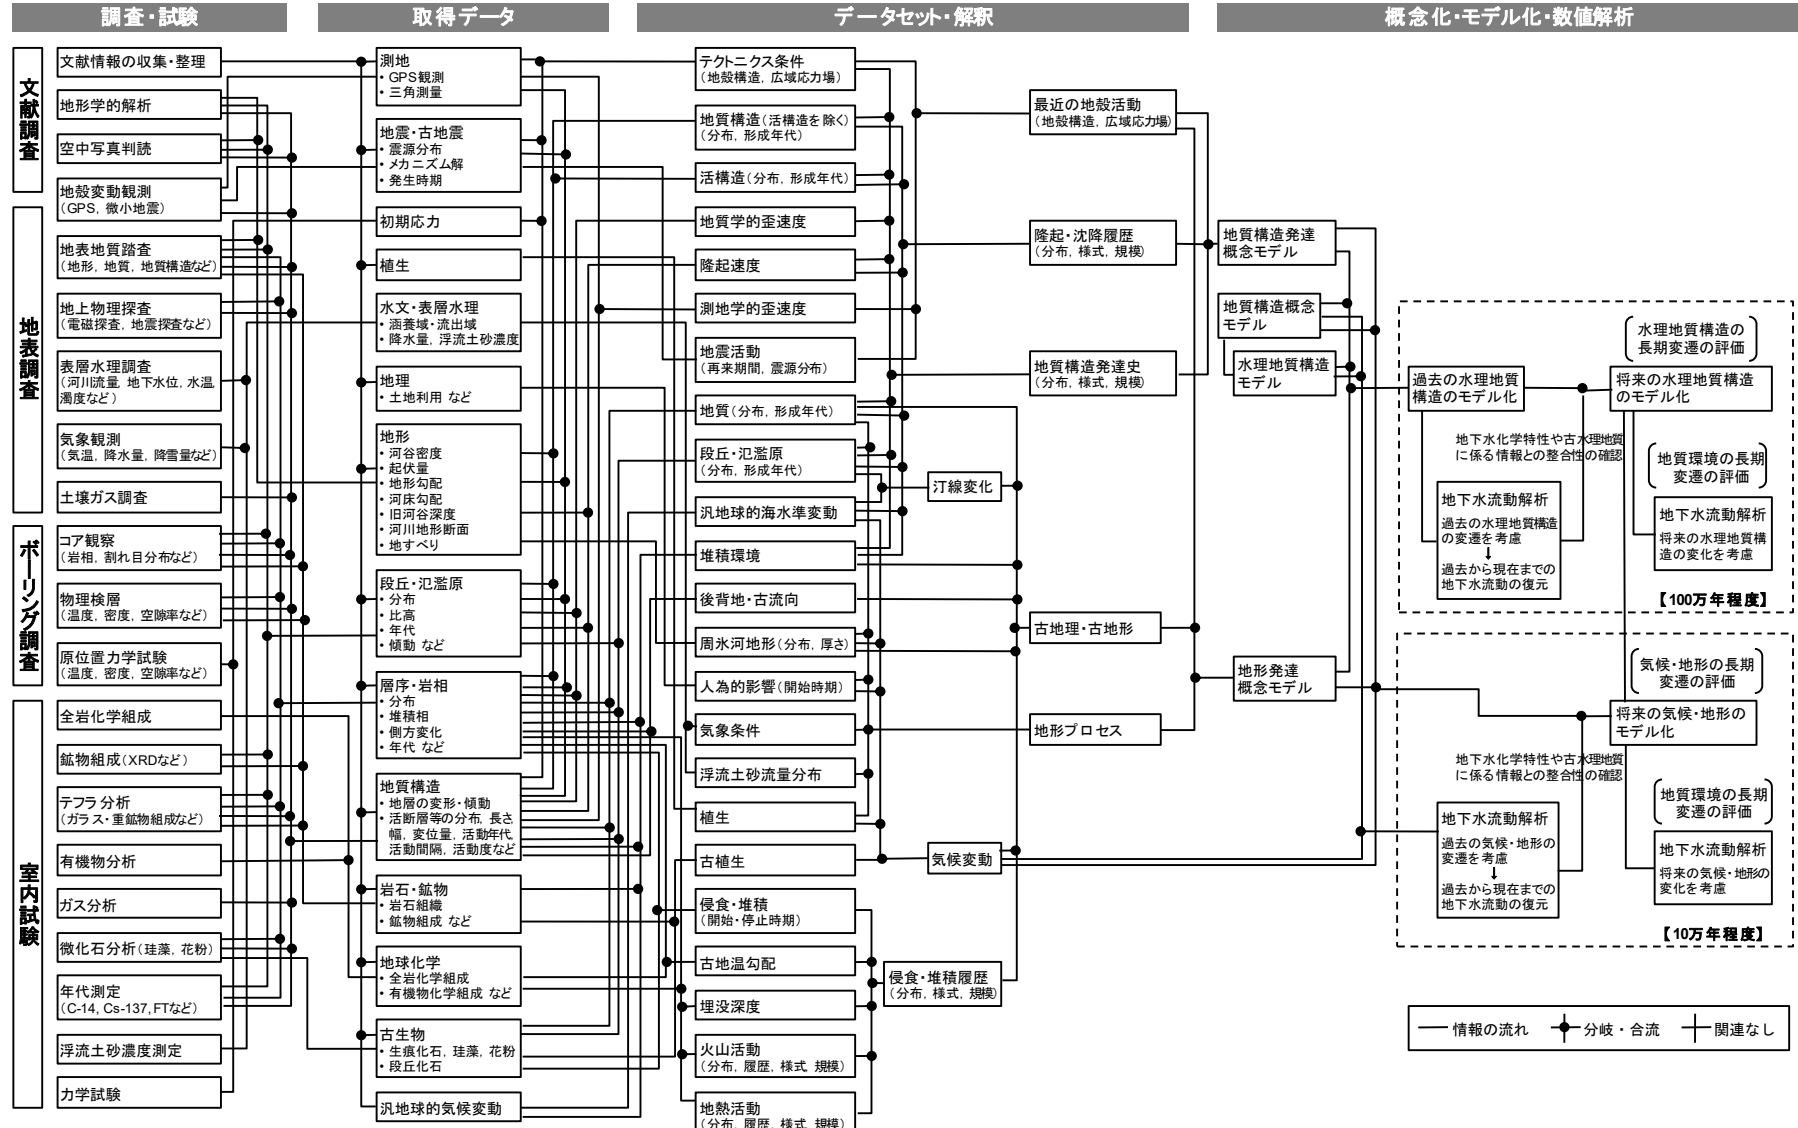 調査・試験
取得データ
データセット・解釈
概念化・モデル化・数値解析
文献調査
文献情報の収集・整理
地形学的解析
空中写真判読
地殻変動観測
(GPS, 微小地震)
地表調査
地表地質踏査
(地形, 地質, 地質構造など)
地上物理探査
(電磁探査, 地震探査など)
表層水理調査
(河川流量, 地下水位, 水温,
濁度など)
気象観測
(気温, 降水量, 降雪量など)
土壌ガス調査
ボーリング調査
コア観察
(岩相, 割れ目分布など)
物理検層
(温度, 密度, 空隙率など)
原位置力学試験
(温度, 密度, 空隙率など)
室内試験
全岩化学組成
鉱物組成(XRDなど)
テフラ分析
(ガラス・重鉱物組成など)
有機物分析
ガス分析
微化石分析(珪藻, 花粉)
年代測定
(C-14, Cs-137,FTなど)
浮流土砂濃度測定
力学試験
測地
・GPS観測
・三角測量
地震・古地震
・震源分布
・メカニズム解
・発生時期
初期応力
植生
水文・表層水理
・涵養域・流出域
・降水量, 浮流土砂濃度
地理
・土地利用 など
地形
・河谷密度
・起伏量
・地形勾配
・河床勾配
・旧河谷深度
・河川地形断面
・地すべり
段丘・氾濫原
・分布
・比高
・年代
・傾動 など
層序・岩相
・分布
・堆積相
・側方変化
・年代 など
地質構造
・地層の変形・傾動
・活断層等の分布, 長さ,
幅, 変位量, 活動年代,
活動間隔, 活動度など
岩石・鉱物
・岩石組織
・鉱物組成 など
地球化学
・全岩化学組成
・有機物化学組成 など
古生物
・生痕化石, 珪藻, 花粉
・段丘化石
汎地球的気候変動
テクトニクス条件
(地殻構造, 広域応力場)
地質構造(活構造を除く)
(分布, 形成年代)
活構造(分布, 形成年代)
地質学的歪速度
隆起速度
測地学的歪速度
地震活動
(再来期間, 震源分布)
地質(分布, 形成年代)
段丘・氾濫原
(分布, 形成年代)
汎地球的海水準変動
堆積環境
後背地・古流向
周氷河地形(分布, 厚さ)
人為的影響(開始時期)
気象条件
浮流土砂流量分布
植生
古植生
侵食・堆積
(開始・停止時期)
古地温勾配
埋没深度
火山活動
(分布, 履歴, 様式, 規模)
地熱活動
(分布, 履歴, 様式, 規模)
汀線変化
気候変動
侵食・堆積履歴
(分布, 様式, 規模)
最近の地殻活動
(地殻構造, 広域応力場)
隆起・沈降履歴
(分布, 様式, 規模)
地質構造発達史
(分布, 様式, 規模)
古地理・古地形
地形プロセス
地質構造発達
概念モデル
地質構造概念
モデル
水理地質構造
モデル
地形発達
概念モデル
水理地質構造の
長期変遷の評価
過去の水理地質
構造のモデル化
将来の水理地質構造
のモデル化
地下水化学特性や古水理地質
に係る情報との整合性の確認
地質環境の長期
変遷の評価
地下水流動解析
過去の水理地質構造
の変遷を考慮
↓
過去から現在までの
地下水流動の復元
地下水流動解析
将来の水理地質構
造の変化を考慮
【100万年程度】
気候・地形の長期
変遷の評価
将来の気候・地形の
モデル化
地下水化学特性や古水理地質
に係る情報との整合性の確認
地質環境の長期
変遷の評価
地下水流動解析
過去の気候・地形の
変遷を考慮
↓
過去から現在までの
地下水流動の復元
地下水流動解析
将来の気候・地形の
変化を考慮
【10万年程度】
情報の流れ
分岐・合流
関連なし